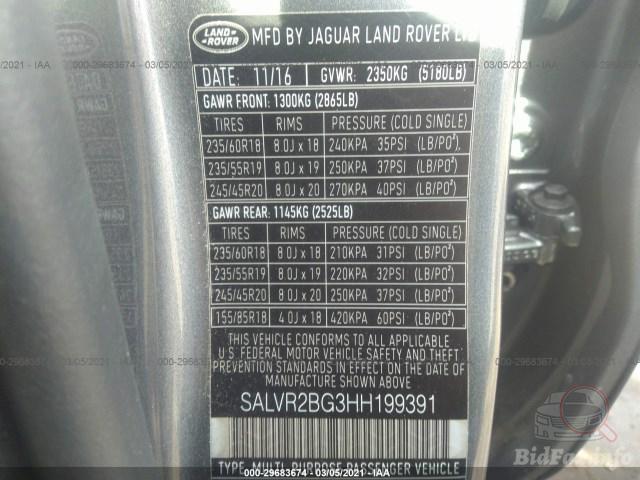 000-29683674 - 03/05/2021 - IAA
LAND ROVER
MFD BY JAGUAR LAND ROVER
DATE: 11/16 GVWR: 2350KG (5180LB)
GAWR FRONT: 1300KG (2865LB)
TIRES RIMS PRESSURE (COLD SINGLE)
235/60R18 8.0J x 18 240KPA 35PSI (LB/PO²).
235/55R19 8.0J x 19 250KPA 37PSI (LB/PO²)
245/45R20 8.0J x 20 270KPA 40PSI (LB/PO²)
GAWR REAR: 1145KG (2525LB)
TIRES RIMS PRESSURE (COLD SINGLE)
235/60R18 8.0J x 18 210KPA 31PSI (LB/PO²)
235/55R19 8.0J x 19 220KPA 32PSI (LB/PO²)
245/45R20 8.0J x 20 250KPA 37PSI (LB/PO²)
155/85R18 4.0J x 18 420KPA 60PSI (LB/PO²)
THIS VEHICLE CONFORMS TO ALL APPLICABLE
U.S. FEDERAL MOTOR VEHICLE SAFETY AND THEFT
PREVENTION STANDARDS IN EFFECT ON THE DATE
OF MANUFACTURE SHOWN ABOVE
SALVR2BG3HH199391
TYPE: MULTI-PURPOSE PASSENGER VEHICLE
000-29683674 - 03/05/2021 - IAA
BidFax.info